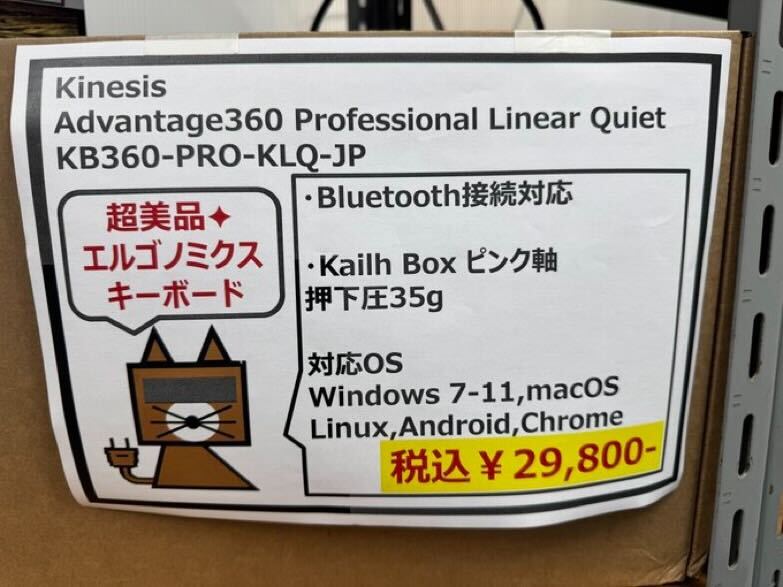 Kinesis
Advantage360 Professional Linear Quiet
KB360-PRO-KLQ-JP
超美品✦
エルゴノミクス
キーボード
・Bluetooth接続対応
・Kailh Box ピンク軸
押下圧35g
対応OS
Windows 7-11,macOS
Linux,Android,Chrome
税込￥29,800-